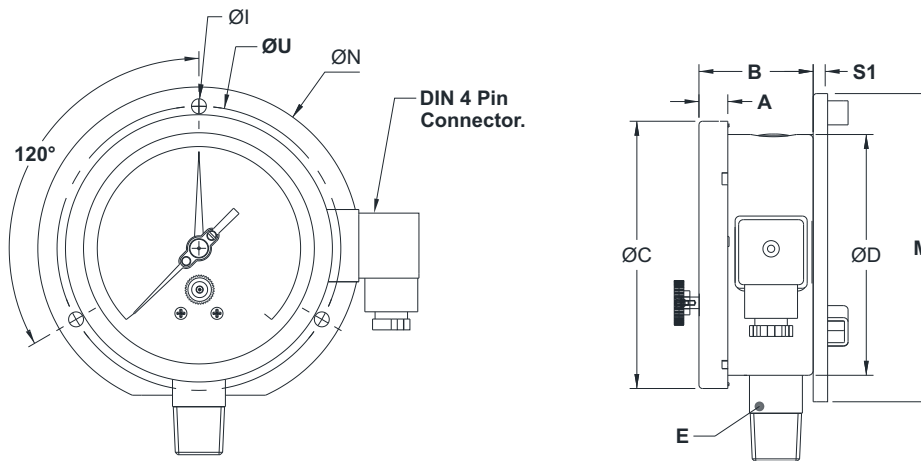 ØI
ØU
ØN
DIN 4 Pin
Connector.
120°
B
S1
A
ØC
ØD
M
E